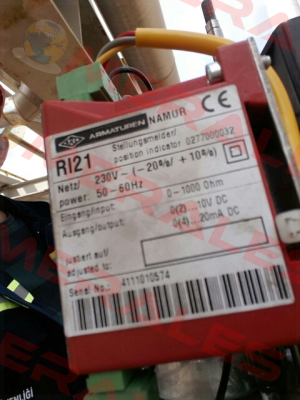 ARMATUREN NAMUR CE
RI21
Stellungsmelder/
position indicator 0277000032
Netz/
power: 230V ~ (-20%/ + 10%)
50 - 60Hz
Eingang/input: 0-1000 Ohm
Ausgang/output: 0(2)...10V DC
0(4)...20mA DC
justiert auf/
adjusted to:
Serial No.: 4111010574